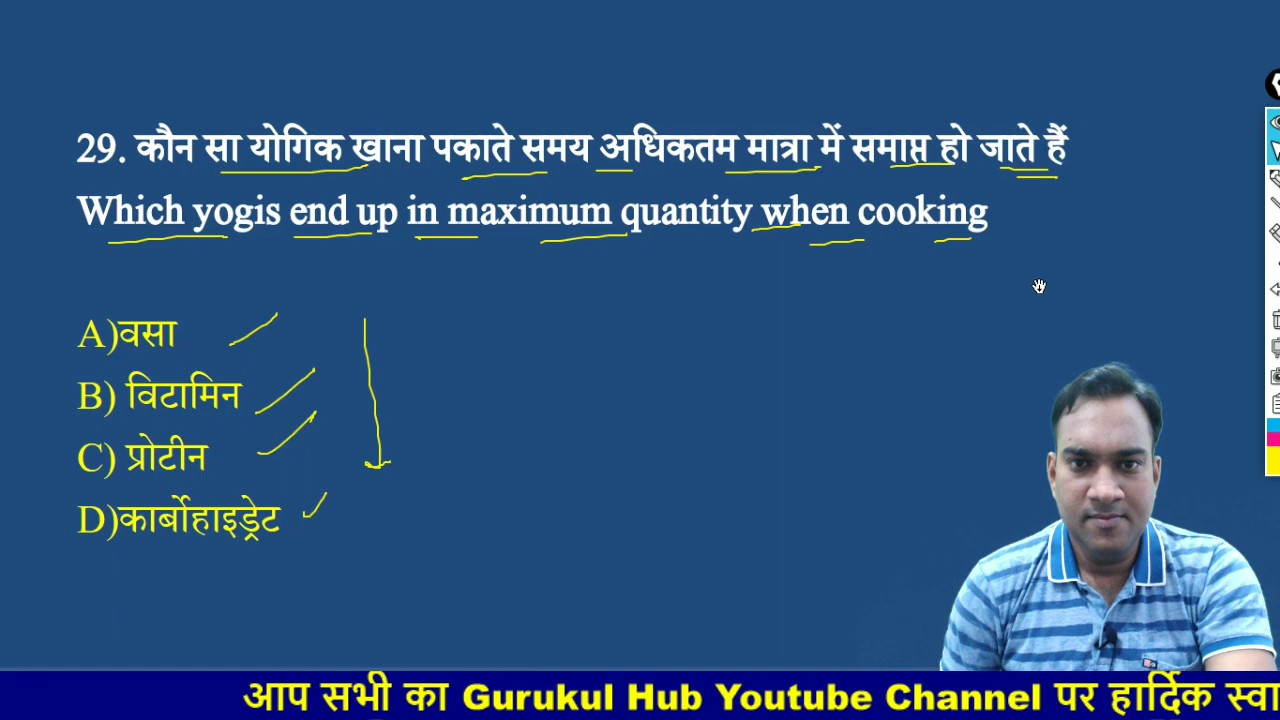 29. कौन सा योगिक खाना पकाते समय अधिकतम मात्रा में समाप्त हो जाते हैं
Which yogis end up in maximum quantity when cooking
A)वसा
B) विटामिन
C) प्रोटीन
D)कार्बोहाइड्रेट
आप सभी का Gurukul Hub Youtube Channel पर हार्दिक स्वा